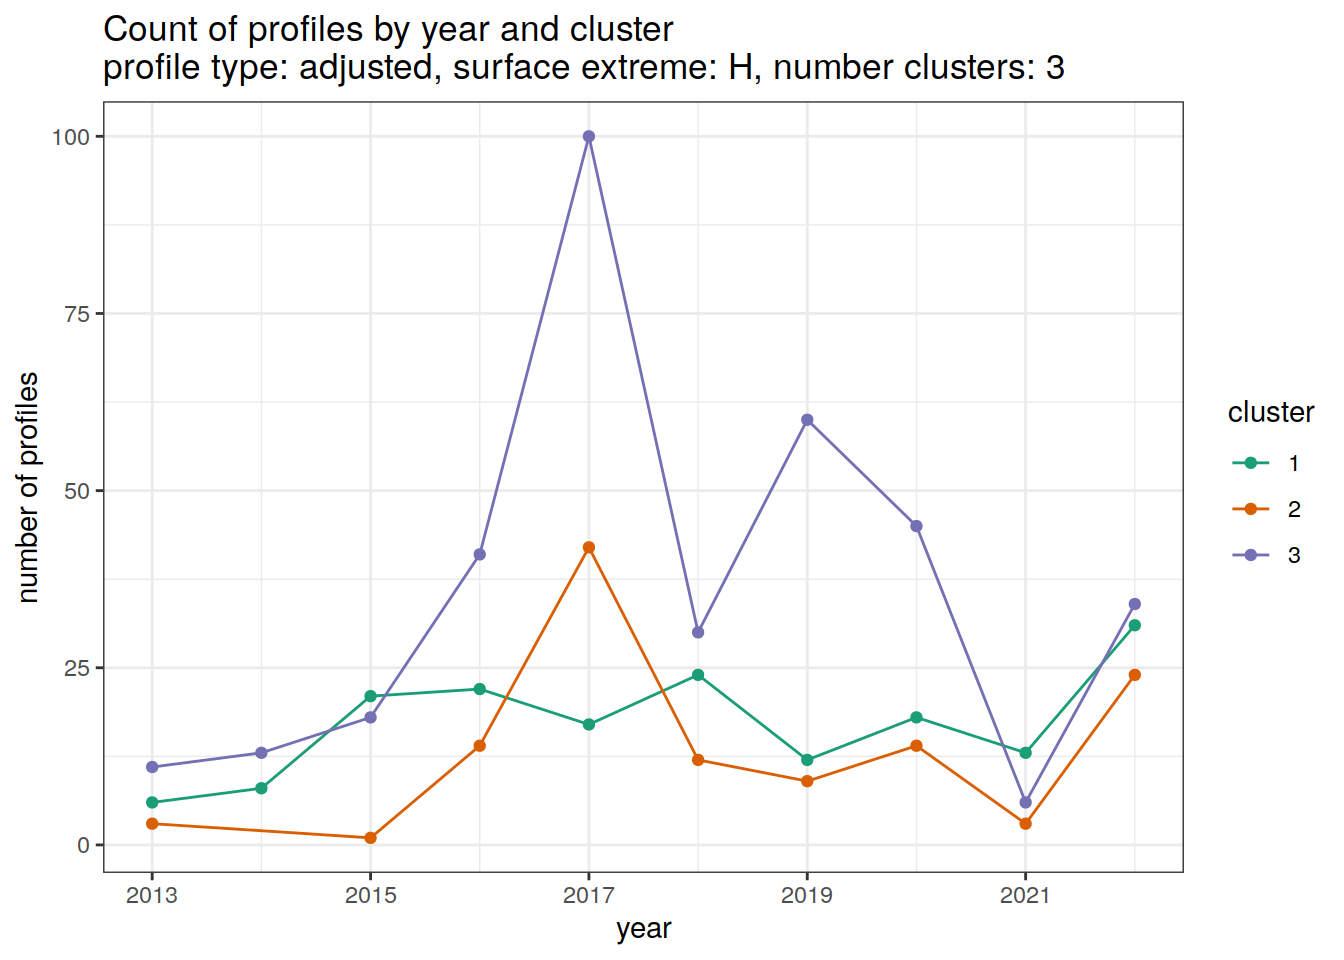 Count of profiles by year and cluster
profile type: adjusted, surface extreme: H, number clusters: 3
100
75
50
25
0
number of profiles
2013 2015 2017 2019 2021
year
cluster
1
2
3